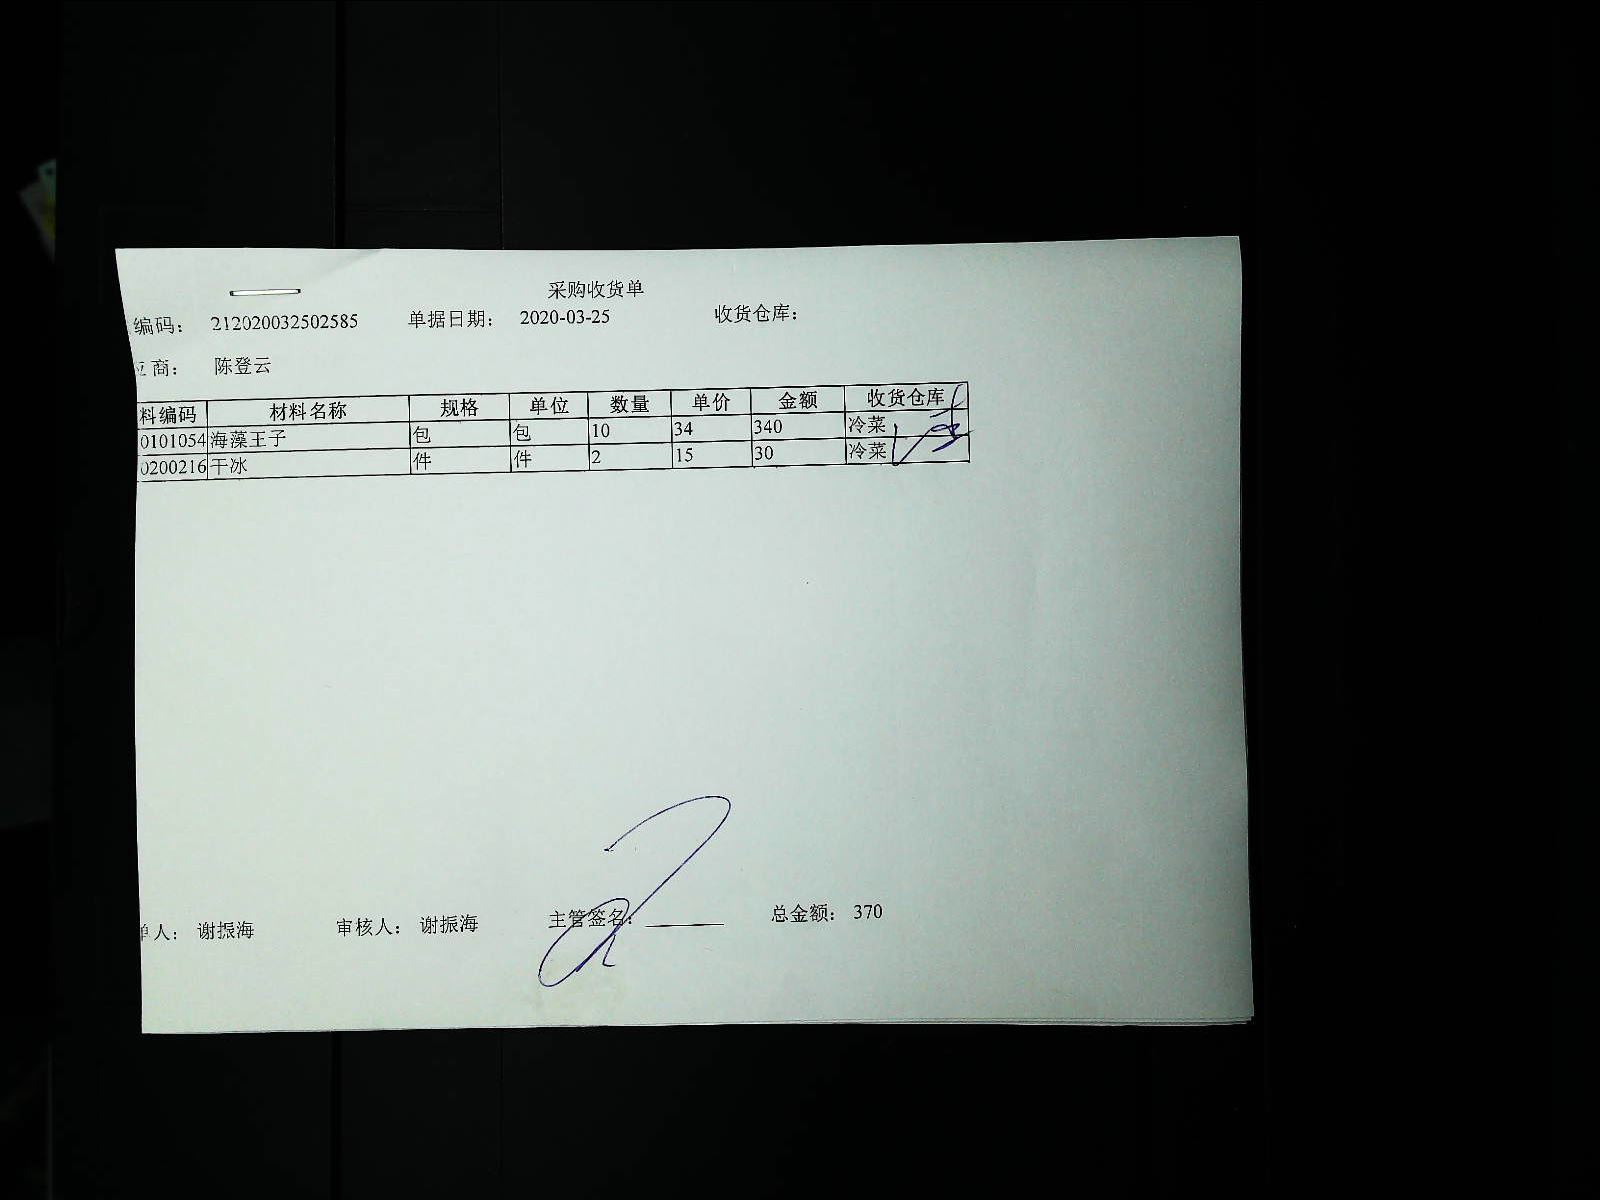 采购收货单
编码： 212020032502585 单据日期： 2020-03-25 收货仓库：
应商： 陈登云
料编码 材料名称 规格 单位 数量 单价 金额 收货仓库
0101054 海藻王子 包 包 10 34 340 冷菜
0200216 干冰 件 件 2 15 30 冷菜
单人： 谢振海 审核人： 谢振海 主管签名： 总金额： 370